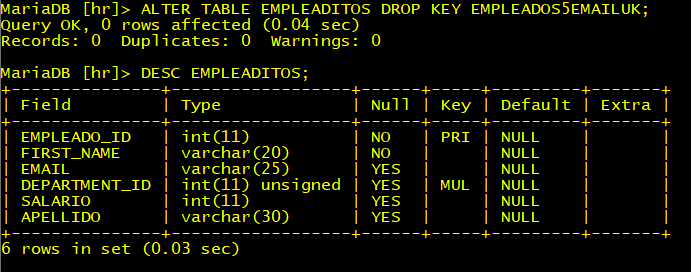 MariaDB [hr]> ALTER TABLE EMPLEADITOS DROP KEY EMPLEADOS5EMAILUK;
Query OK, 0 rows affected (0.04 sec)
Records: 0  Duplicates: 0  Warnings: 0

MariaDB [hr]> DESC EMPLEADITOS;
+---------------+------------------+------+-----+---------+-------+
| Field         | Type             | Null | Key | Default | Extra |
+---------------+------------------+------+-----+---------+-------+
| EMPLEADO_ID   | int(11)          | NO   | PRI | NULL    |       |
| FIRST_NAME    | varchar(20)      | NO   |     | NULL    |       |
| EMAIL         | varchar(25)      | YES  |     | NULL    |       |
| DEPARTMENT_ID | int(11) unsigned | YES  | MUL | NULL    |       |
| SALARIO       | int(11)          | YES  |     | NULL    |       |
| APELLIDO      | varchar(30)      | YES  |     | NULL    |       |
+---------------+------------------+------+-----+---------+-------+
6 rows in set (0.03 sec)